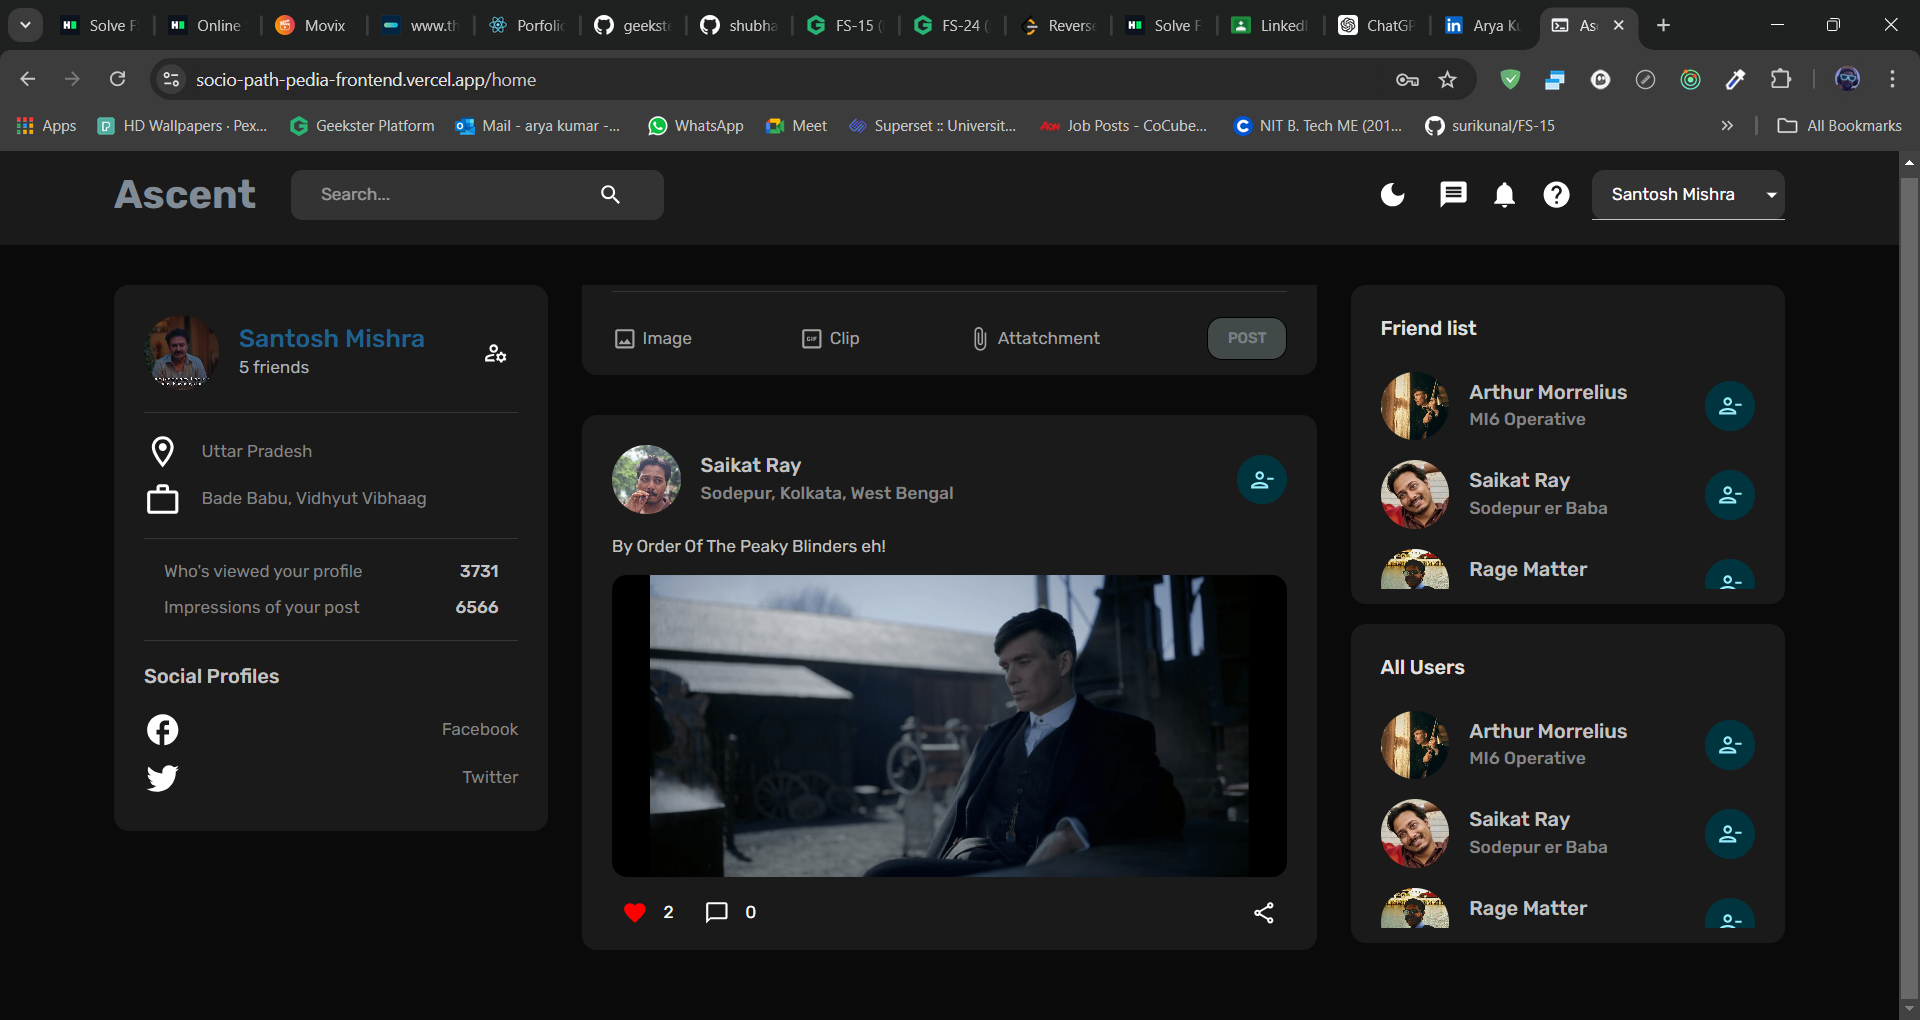 Solve F
Online
Movix
www.th
Porfolio
geekste
shubha
FS-15 (
FS-24 (
Reverse
Solve F
LinkedI
ChatGP
Arya Ku
As
socio-path-pedia-frontend.vercel.app/home
Apps
HD Wallpapers · Pex...
Geekster Platform
Mail - arya kumar -...
WhatsApp
Meet
Superset :: Universit...
Job Posts - CoCube...
NIT B. Tech ME (201...
surikunal/FS-15
»
All Bookmarks
Ascent
Search...
Santosh Mishra
Santosh Mishra
5 friends
Uttar Pradesh
Bade Babu, Vidhyut Vibhaag
Who's viewed your profile 3731
Impressions of your post 6566
Social Profiles
Facebook
Twitter
Image
GIF
Clip
Attatchment
POST
Saikat Ray
Sodepur, Kolkata, West Bengal
By Order Of The Peaky Blinders eh!
2
0
Friend list
Arthur Morrelius
MI6 Operative
Saikat Ray
Sodepur er Baba
Rage Matter
All Users
Arthur Morrelius
MI6 Operative
Saikat Ray
Sodepur er Baba
Rage Matter